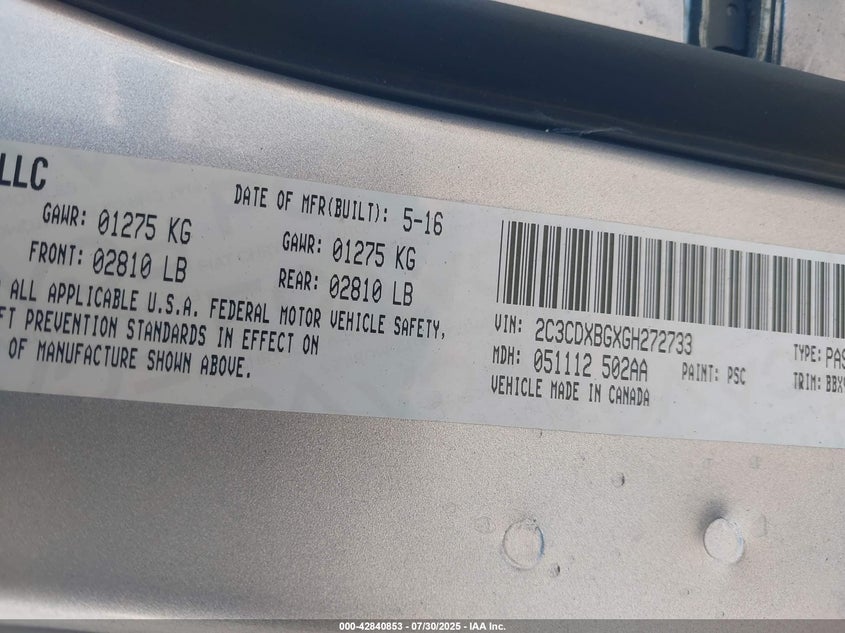 LLC
DATE OF MFR(BUILT): 5-16
GAWR: 01275 KG
FRONT: 02810 LB
GAWR: 01275 KG
REAR: 02810 LB
ALL APPLICABLE U.S.A. FEDERAL MOTOR VEHICLE SAFETY,
FT PREVENTION STANDARDS IN EFFECT ON
OF MANUFACTURE SHOWN ABOVE.
VIN: 2C3CDXBGXGH272733
TYPE: PAS
MDH: 051112 502AA
PAINT: PSC
TRIM: BBX
VEHICLE MADE IN CANADA
000-42840853 - 07/30/2025 - IAA Inc.